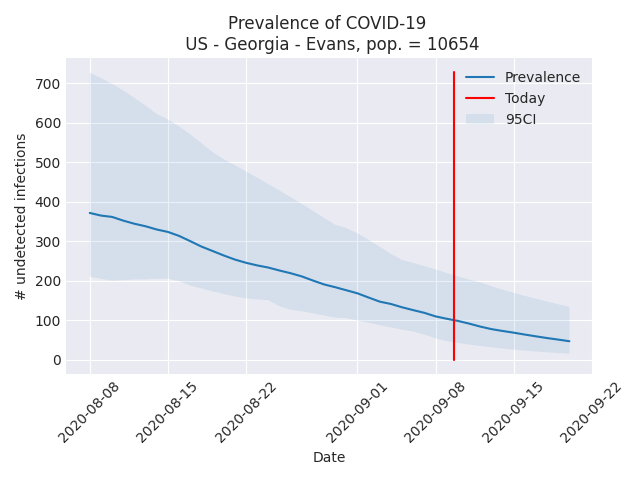 Prevalence of COVID-19
US - Georgia - Evans, pop. = 10654
Prevalence
Today
95CI
# undetected infections
700
600
500
400
300
200
100
0
2020-08-08
2020-08-15
2020-08-22
2020-09-01
2020-09-08
2020-09-15
2020-09-22
Date